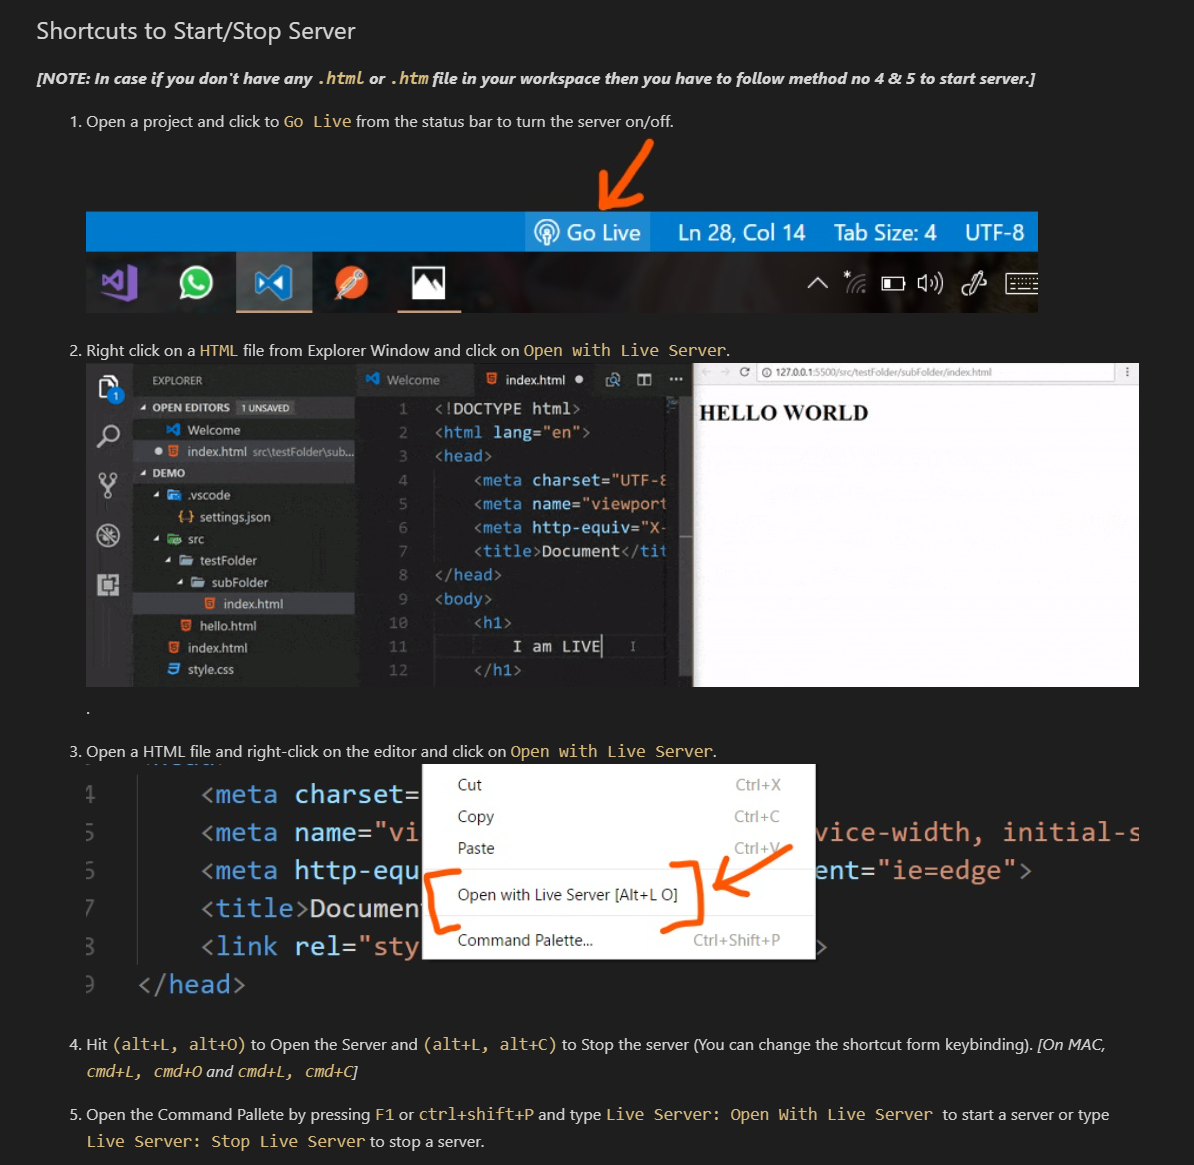 Shortcuts to Start/Stop Server
[NOTE: In case if you don't have any .html or .htm file in your workspace then you have to follow method no 4 & 5 to start server.]
1. Open a project and click to Go Live from the status bar to turn the server on/off.
Go Live Ln 28, Col 14 Tab Size: 4 UTF-8
2. Right click on a HTML file from Explorer Window and click on Open with Live Server.
EXPLORER
OPEN EDITORS 1 UNSAVED
Welcome
index.html src\testFolder\sub...
DEMO
.vscode
{..} settings.json
src
testFolder
subFolder
index.html
hello.html
index.html
style.css
1
Welcome index.html ● ...
1 <!DOCTYPE html>
2 <html lang="en">
3 <head>
4 <meta charset="UTF-8
5 <meta name="viewport
6 <meta http-equiv="X-
7 <title>Document</tit
8 </head>
9 <body>
10 <h1>
11 I am LIVE
12 </h1>
127.0.0.1:5500/src/testFolder/subFolder/index.html
HELLO WORLD
.
3. Open a HTML file and right-click on the editor and click on Open with Live Server.
4 <meta charset=
5 <meta name="vi vice-width, initial-s
6 <meta http-equ ent="ie=edge">
7 <title>Documen
8 <link rel="sty >
9 </head>
Cut Ctrl+X
Copy Ctrl+C
Paste Ctrl+V
Open with Live Server [Alt+L O]
Command Palette... Ctrl+Shift+P
4. Hit (alt+L, alt+O) to Open the Server and (alt+L, alt+C) to Stop the server (You can change the shortcut form keybinding). [On MAC,
cmd+L, cmd+O and cmd+L, cmd+C]
5. Open the Command Pallete by pressing F1 or ctrl+shift+P and type Live Server: Open With Live Server to start a server or type
Live Server: Stop Live Server to stop a server.